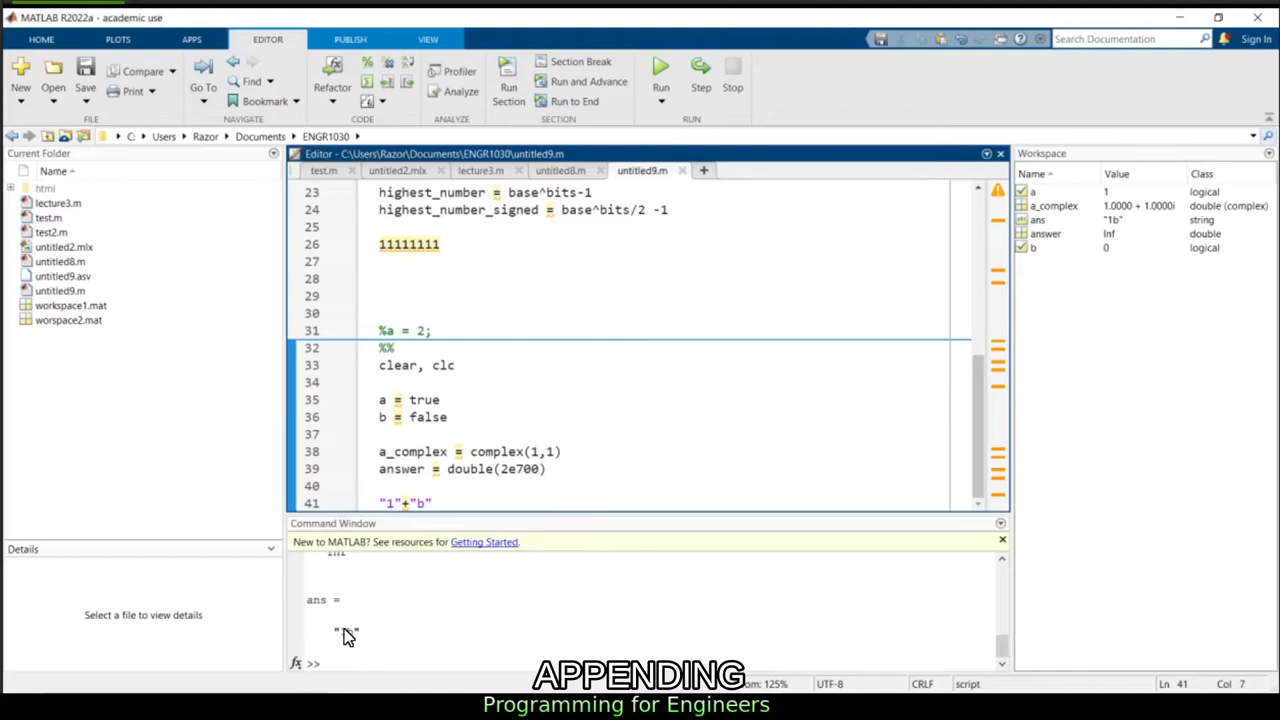 MATLAB R2022a - academic use
HOME PLOTS APPS EDITOR PUBLISH VIEW Search Documentation Sign In
New Open Save Compare Print Go To Find Bookmark Refactor Profiler Analyze Run Section Section Break Run and Advance Run to End Run Step Stop
FILE NAVIGATE CODE ANALYZE SECTION RUN
C: Users Razor Documents ENGR1030
Current Folder
Name
html
lecture3.m
test.m
test2.m
untitled2.mlx
untitled8.m
untitled9.asv
untitled9.m
workspace1.mat
worspace2.mat
Details
Select a file to view details
Editor - C:\Users\Razor\Documents\ENGR1030\untitled9.m
test.m untitled2.mlx lecture3.m untitled8.m untitled9.m
23 highest_number = base^bits-1
24 highest_number_signed = base^bits/2 -1
25
26 11111111
27
28
29
30
31 %a = 2;
32 %%
33 clear, clc
34
35 a = true
36 b = false
37
38 a_complex = complex(1,1)
39 answer = double(2e700)
40
41 "1"+"b"
Command Window
New to MATLAB? See resources for Getting Started.
Inf
ans =
fx >>
Workspace
Name Value Class
a 1 logical
a_complex 1.0000 + 1.0000i double (complex)
ans "1b" string
answer Inf double
b 0 logical
APPENDING
125% UTF-8 CRLF script Ln 41 Col 7
Programming for Engineers